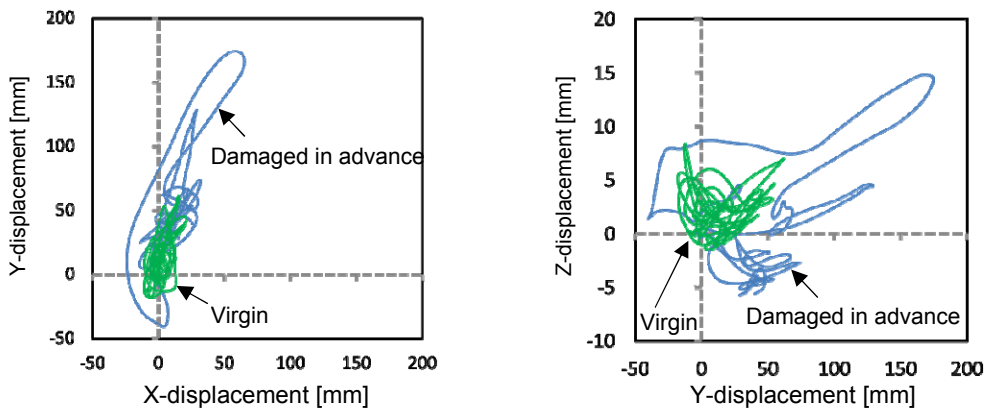 200
150
100
50
0
-50
-50 0 50 100 150 200
Y-displacement [mm]
X-displacement [mm]
Damaged in advance
Virgin
20
15
10
5
0
-5
-10
-50 0 50 100 150 200
Z-displacement [mm]
Y-displacement [mm]
Virgin
Damaged in advance